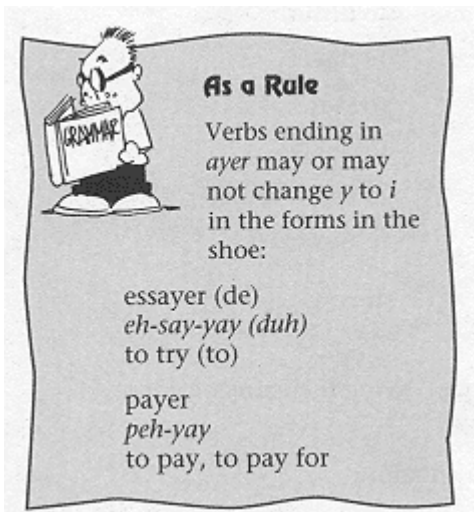 GRAMMAR
As a Rule
Verbs ending in
ayer may or may
not change y to i
in the forms in the
shoe:
essayer (de)
eh-say-yay (duh)
to try (to)
payer
peh-yay
to pay, to pay for